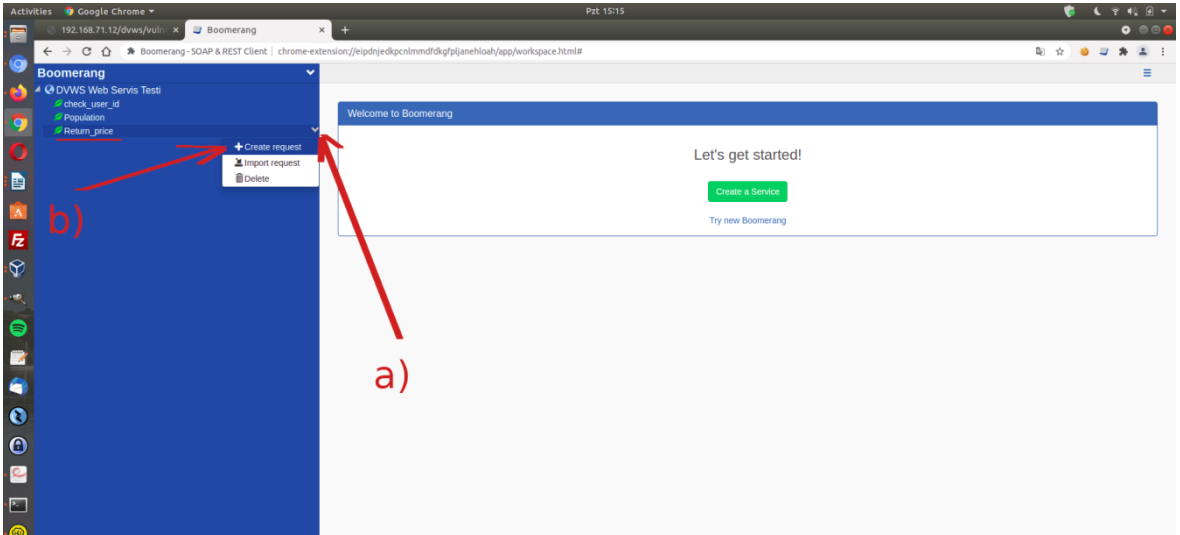 Activities Google Chrome Pzt 15:15
192.168.71.12/dvws/vuln Boomerang
Boomerang - SOAP & REST Client chrome-extension://eipdnjedkpcnlmmdfdkgfpljanehloah/app/workspace.html#
Boomerang
DVWS Web Servis Testi
check_user_id
Population
Return_price
Create request
Import request
Delete
b)
a)
Welcome to Boomerang
Let's get started!
Create a Service
Try new Boomerang